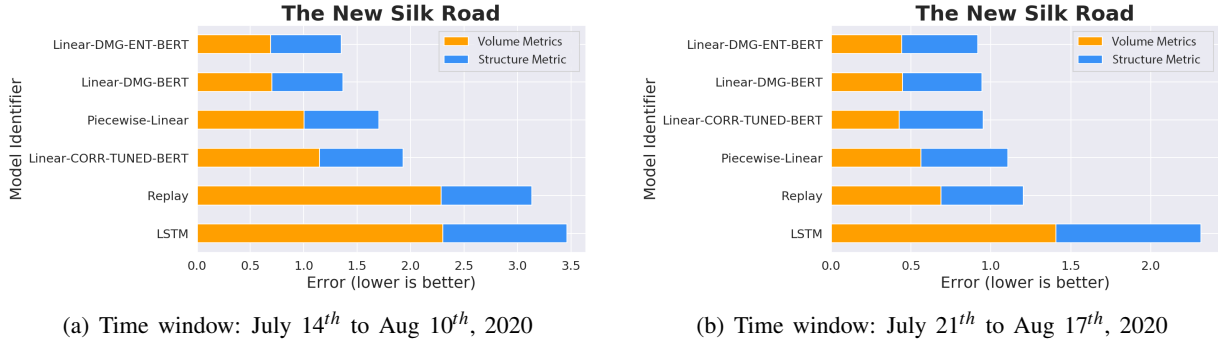 The New Silk Road
Model Identifier
Linear-DMG-ENT-BERT
Linear-DMG-BERT
Piecewise-Linear
Linear-CORR-TUNED-BERT
Replay
LSTM
Volume Metrics
Structure Metric
0.0 0.5 1.0 1.5 2.0 2.5 3.0 3.5
Error (lower is better)
(a) Time window: July 14th to Aug 10th, 2020
The New Silk Road
Model Identifier
Linear-DMG-ENT-BERT
Linear-DMG-BERT
Linear-CORR-TUNED-BERT
Piecewise-Linear
Replay
LSTM
Volume Metrics
Structure Metric
0.0 0.5 1.0 1.5 2.0
Error (lower is better)
(b) Time window: July 21th to Aug 17th, 2020